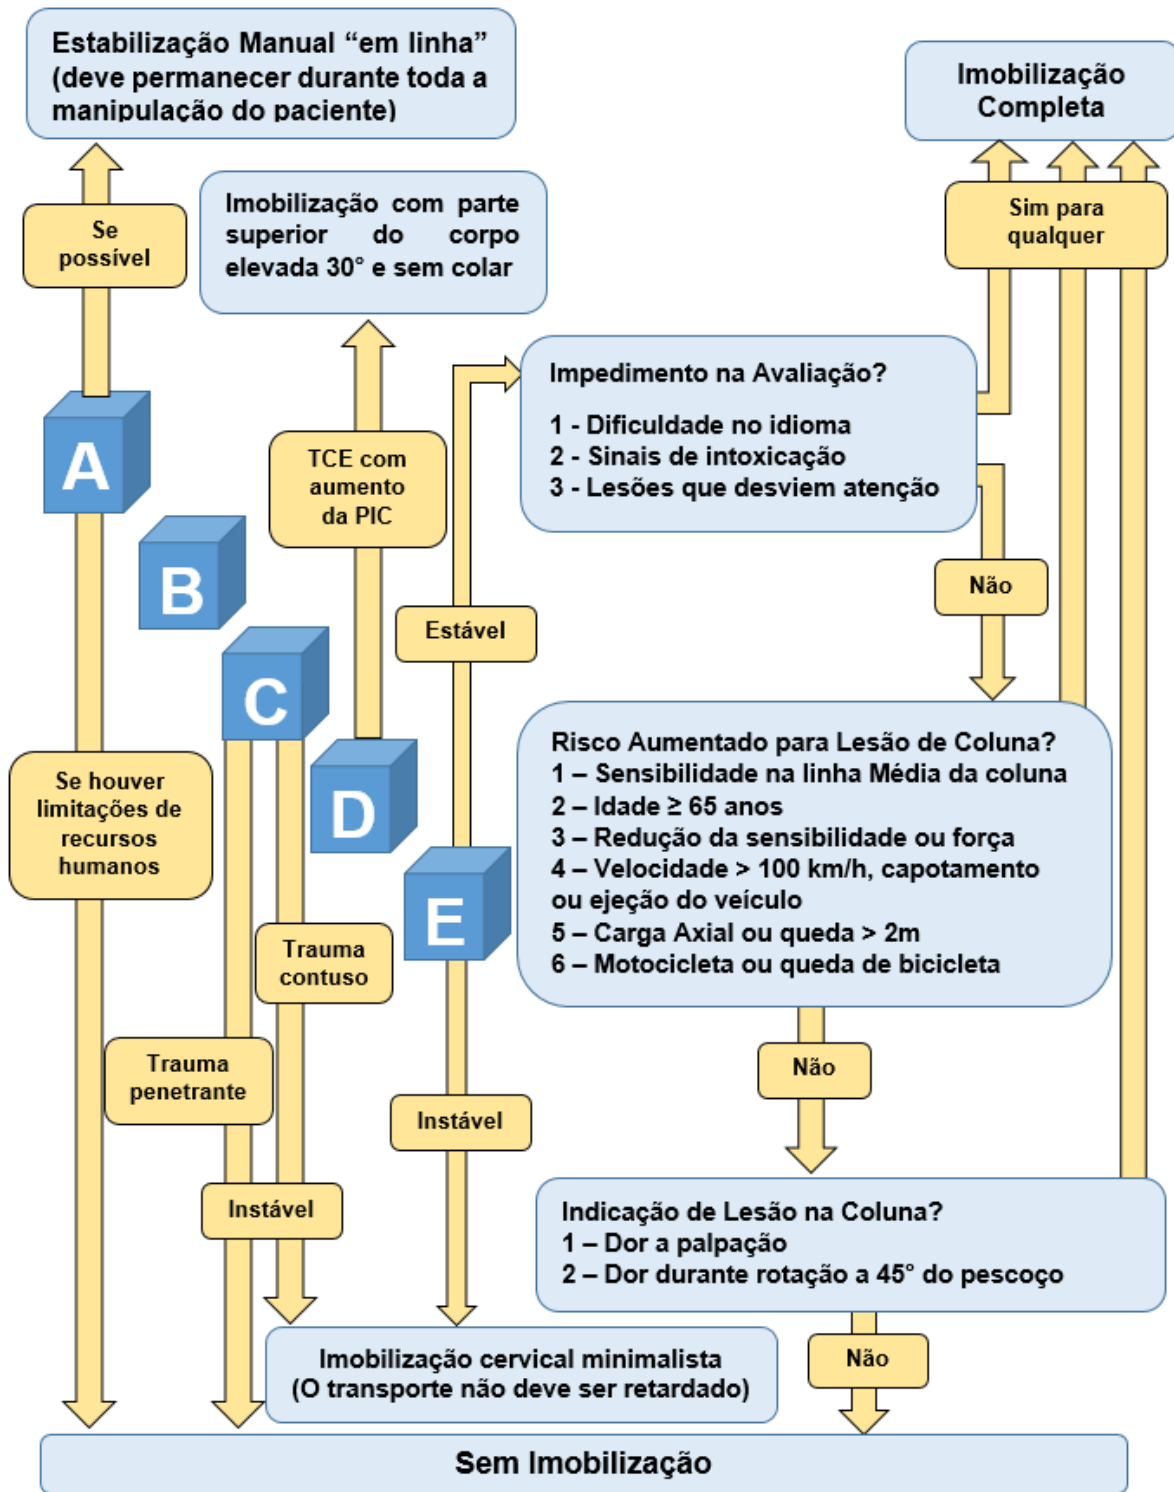 Estabilização Manual “em linha”
(deve permanecer durante toda a
manipulação do paciente)
Imobilização
Completa
Se
possível
Imobilização com parte
superior do corpo
elevada 30° e sem colar
Sim para
qualquer
Impedimento na Avaliação?
1 - Dificuldade no idioma
2 - Sinais de intoxicação
3 - Lesões que desviem atenção
A
TCE com
aumento
da PIC
B
Não
Estável
C
Risco Aumentado para Lesão de Coluna?
1 – Sensibilidade na linha Média da coluna
2 – Idade ≥ 65 anos
3 – Redução da sensibilidade ou força
4 – Velocidade > 100 km/h, capotamento
ou ejeção do veículo
5 – Carga Axial ou queda > 2m
6 – Motocicleta ou queda de bicicleta
Se houver
limitações de
recursos
humanos
D
E
Trauma
contuso
Trauma
penetrante
Não
Instável
Instável
Indicação de Lesão na Coluna?
1 – Dor a palpação
2 – Dor durante rotação a 45° do pescoço
Imobilização cervical minimalista
(O transporte não deve ser retardado)
Não
Sem Imobilização